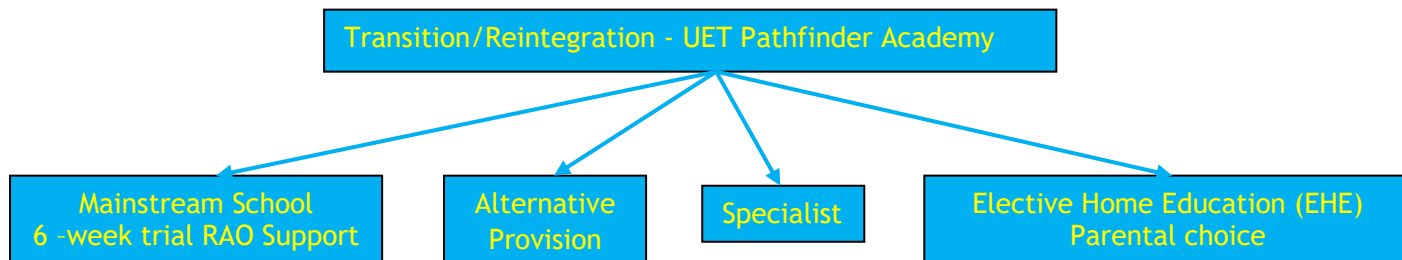 Transition/Reintegration - UET Pathfinder Academy
Mainstream School
6 -week trial RAO Support
Alternative
Provision
Specialist
Elective Home Education (EHE)
Parental choice